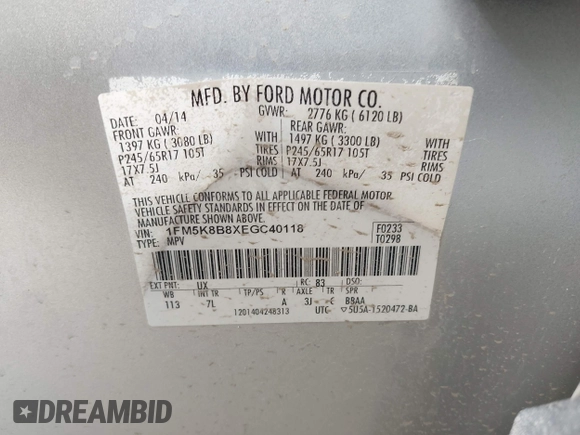 MFD. BY FORD MOTOR CO.
DATE: 04/14 GVWR: 2776 KG ( 6120 LB)
FRONT GAWR: REAR GAWR:
1397 KG ( 3080 LB) WITH 1497 KG ( 3300 LB) WITH
P245/65R17 105T TIRES P245/65R17 105T TIRES
17X7.5J RIMS 17X7.5J RIMS
AT 240 kPa/ 35 PSI COLD AT 240 kPa/ 35 PSI COLD
THIS VEHICLE CONFORMS TO ALL APPLICABLE FEDERAL MOTOR
VEHICLE SAFETY STANDARDS IN EFFECT ON THE DATE OF
MANUFACTURE SHOWN ABOVE.
VIN: 1FM5K8B8XEGC40118 F0233
TYPE: MPV T0298
EXT PNT: UX RC: 83 DSO:
WB INT TR TP/PS R AXLE TR SPR
113 7L A 3J B8AA
1201404248313 UTC ▽5U5A-1520472-BA
DREAMBID